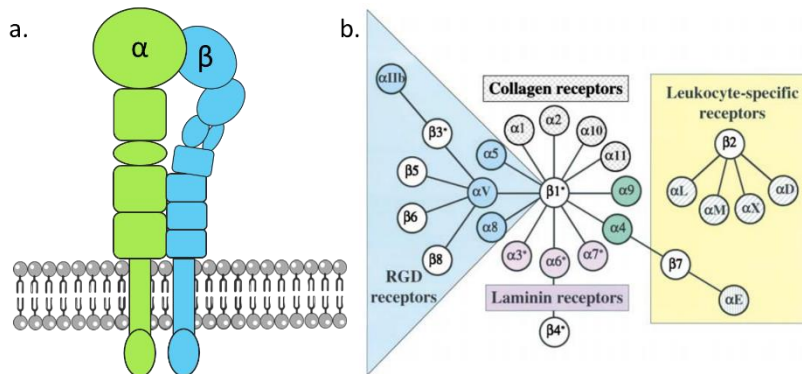 a.
α
β
b.
αIIb
β3*
β5
αV
β6
β8
α5
α8
RGD
receptors
Collagen receptors
α1
α2
α10
α11
β1*
α9
α4
α3*
α6*
α7*
Laminin receptors
β4*
Leukocyte-specific
receptors
β2
αL
αM
αX
αD
β7
αE